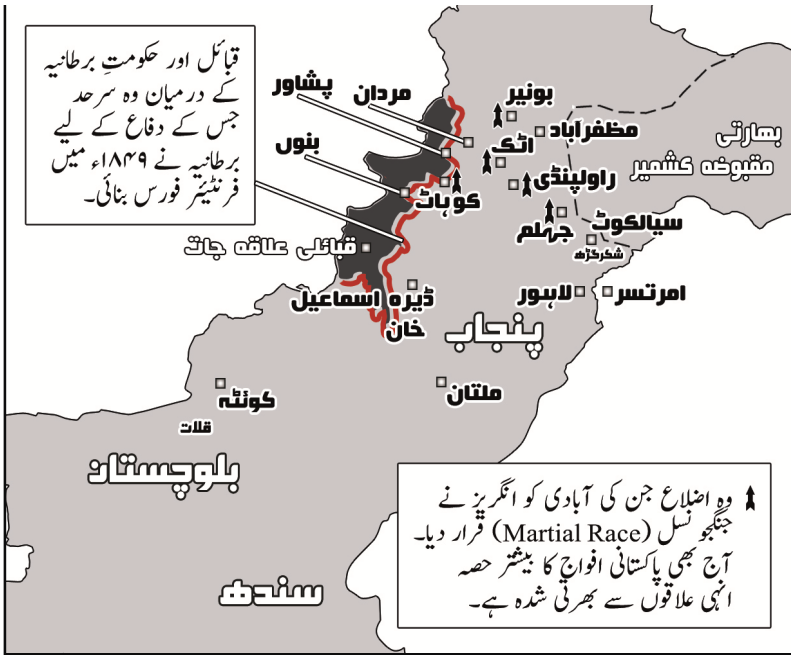 قبائل اور حکومتِ برطانیہ
کے درمیان وہ سرحد
جس کے دفاع کے لیے
برطانیہ نے ۱۸۴۹ء میں
فرنٹیئر فورس بنائی۔
پشاور
مردان
بنوں
بونیر
مظفرآباد
اٹک
بھارتی
مقبوضہ کشمیر
راولپنڈی
کوہاٹ
جہلم
سیالکوٹ
شکرگڑھ
قبائلی علاقہ جات
ڈیرہ اسماعیل
خان
لاہور
امرتسر
پنجاب
ملتان
کوئٹہ
قلات
بلوچستان
سندھ
وہ اضلاع جن کی آبادی کو انگریز نے
جنگجو نسل (Martial Race) قرار دیا۔
آج بھی پاکستانی افواج کا بیشتر حصہ
انہی علاقوں سے بھرتی شدہ ہے۔